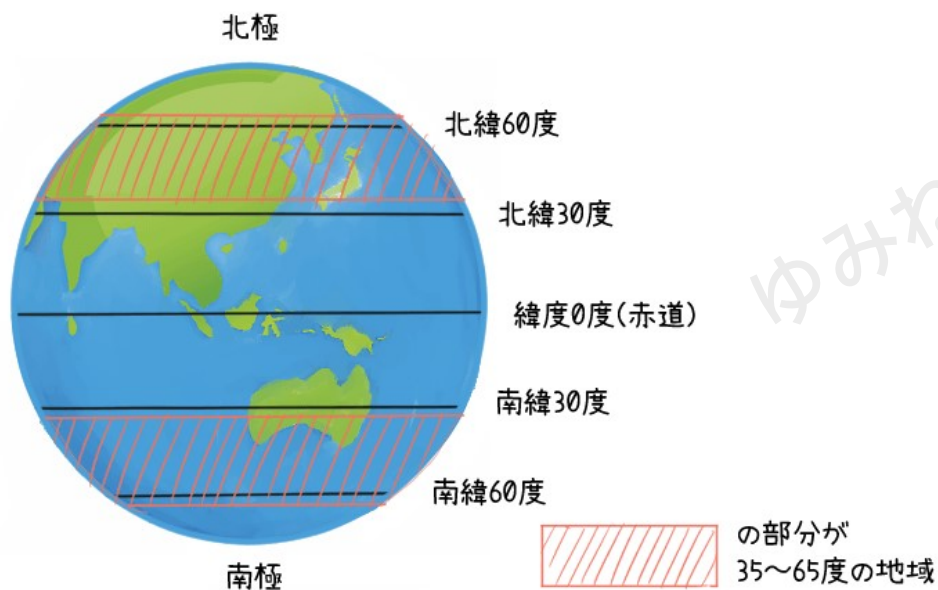 北極
北緯60度
北緯30度
緯度0度(赤道)
南緯30度
南緯60度
南極
の部分が
35〜65度の地域
ゆみね